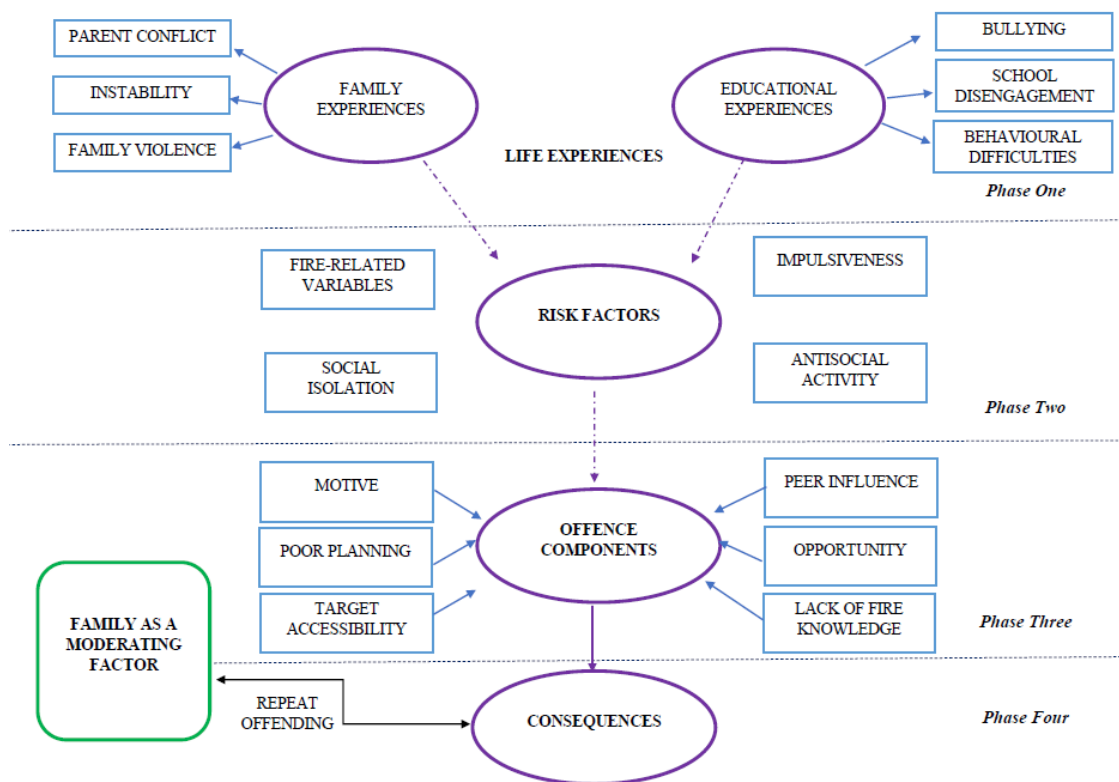 PARENT CONFLICT
INSTABILITY
FAMILY VIOLENCE
FAMILY
EXPERIENCES
LIFE EXPERIENCES
EDUCATIONAL
EXPERIENCES
BULLYING
SCHOOL
DISENGAGEMENT
BEHAVIOURAL
DIFFICULTIES
Phase One
FIRE-RELATED
VARIABLES
IMPULSIVENESS
RISK FACTORS
SOCIAL
ISOLATION
ANTISOCIAL
ACTIVITY
Phase Two
MOTIVE
POOR PLANNING
TARGET
ACCESSIBILITY
OFFENCE
COMPONENTS
PEER INFLUENCE
OPPORTUNITY
LACK OF FIRE
KNOWLEDGE
Phase Three
FAMILY AS A
MODERATING
FACTOR
REPEAT
OFFENDING
CONSEQUENCES
Phase Four